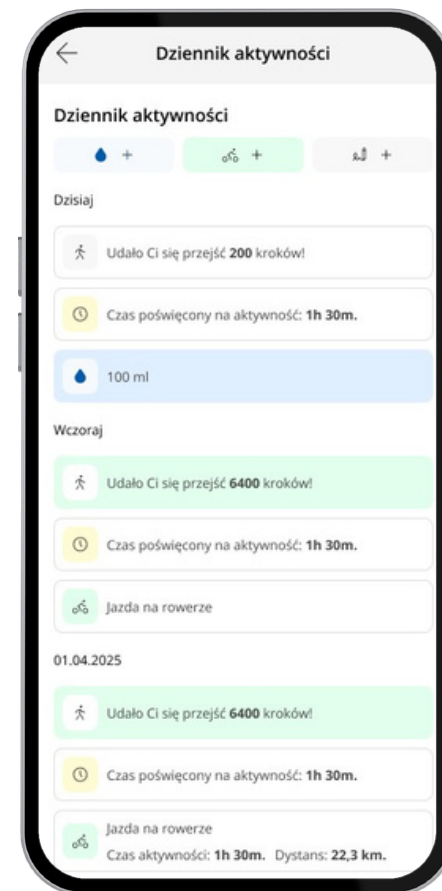 Dziennik aktywności
Dziennik aktywności
+
+
+
Dzisiaj
Udało Ci się przejść 200 kroków!
Czas poświęcony na aktywność: 1h 30m.
100 ml
Wczoraj
Udało Ci się przejść 6400 kroków!
Czas poświęcony na aktywność: 1h 30m.
Jazda na rowerze
01.04.2025
Udało Ci się przejść 6400 kroków!
Czas poświęcony na aktywność: 1h 30m.
Jazda na rowerze
Czas aktywności: 1h 30m. Dystans: 22,3 km.